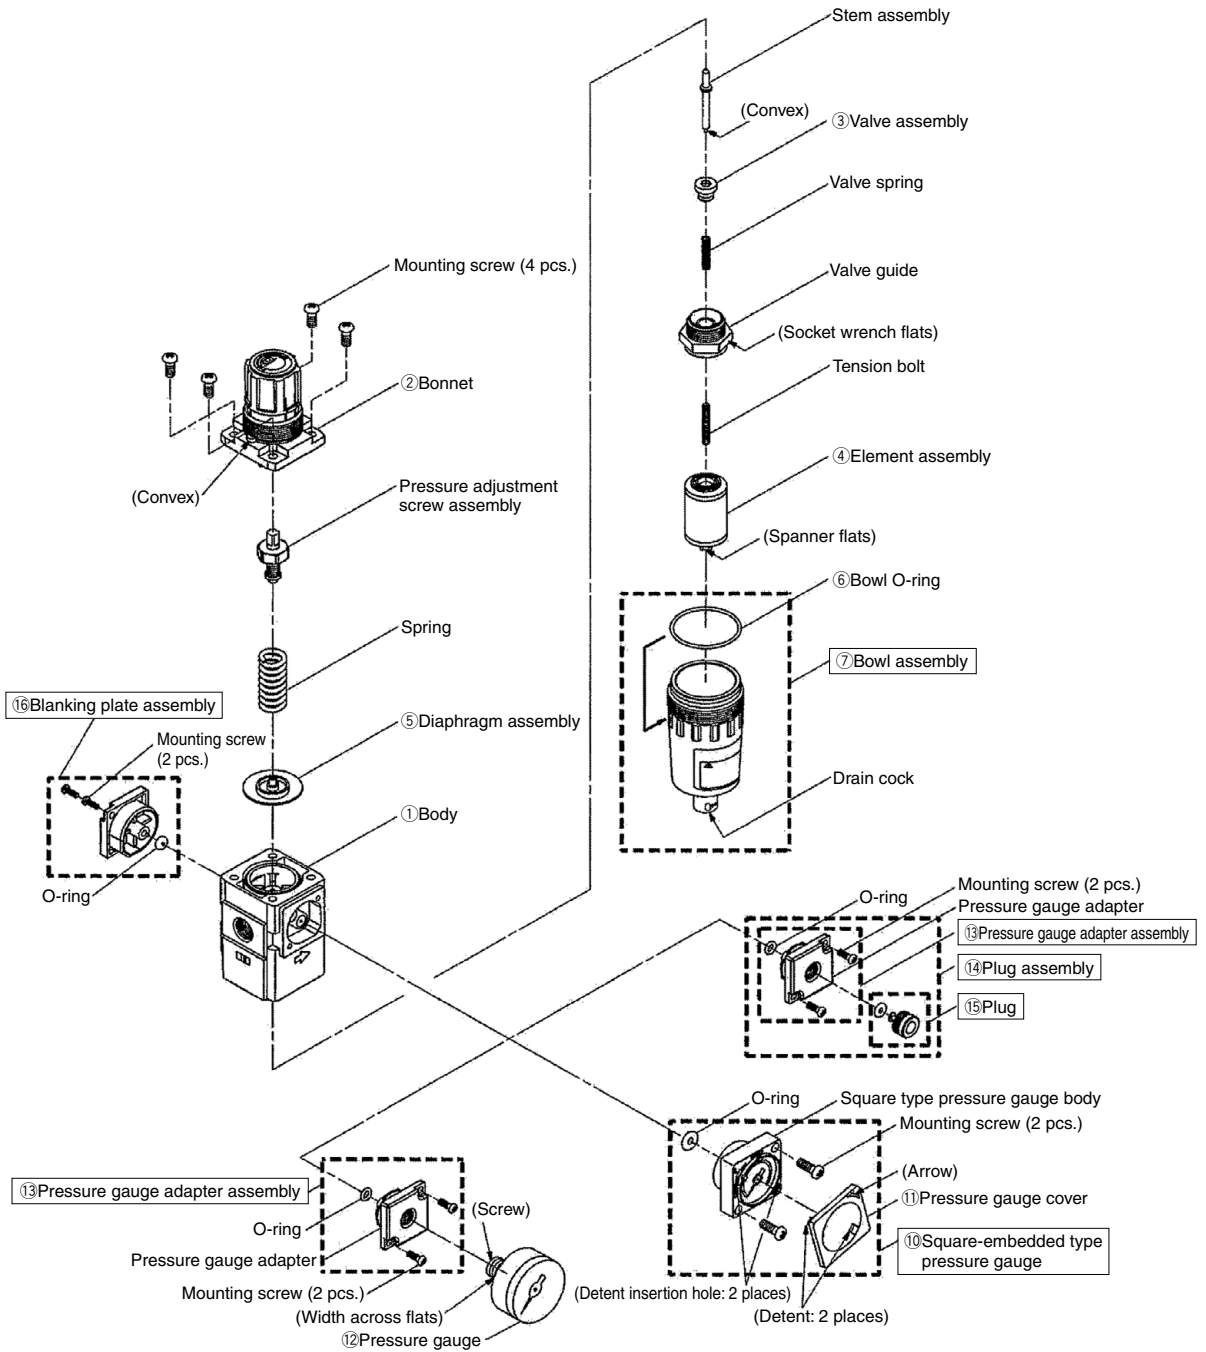 Stem assembly
(Convex)
③Valve assembly
Valve spring
Mounting screw (4 pcs.)
Valve guide
(Socket wrench flats)
Tension bolt
②Bonnet
④Element assembly
(Convex)
Pressure adjustment
screw assembly
(Spanner flats)
⑥Bowl O-ring
Spring
⑦Bowl assembly
⑯Blanking plate assembly
⑤Diaphragm assembly
Mounting screw
(2 pcs.)
Drain cock
①Body
O-ring
Mounting screw (2 pcs.)
O-ring
Pressure gauge adapter
⑬Pressure gauge adapter assembly
⑭Plug assembly
⑮Plug
O-ring
Square type pressure gauge body
Mounting screw (2 pcs.)
(Arrow)
⑪Pressure gauge cover
⑬Pressure gauge adapter assembly
(Screw)
O-ring
⑩Square-embedded type
pressure gauge
Pressure gauge adapter
Mounting screw (2 pcs.)
(Detent insertion hole: 2 places)
(Width across flats)
(Detent: 2 places)
⑫Pressure gauge